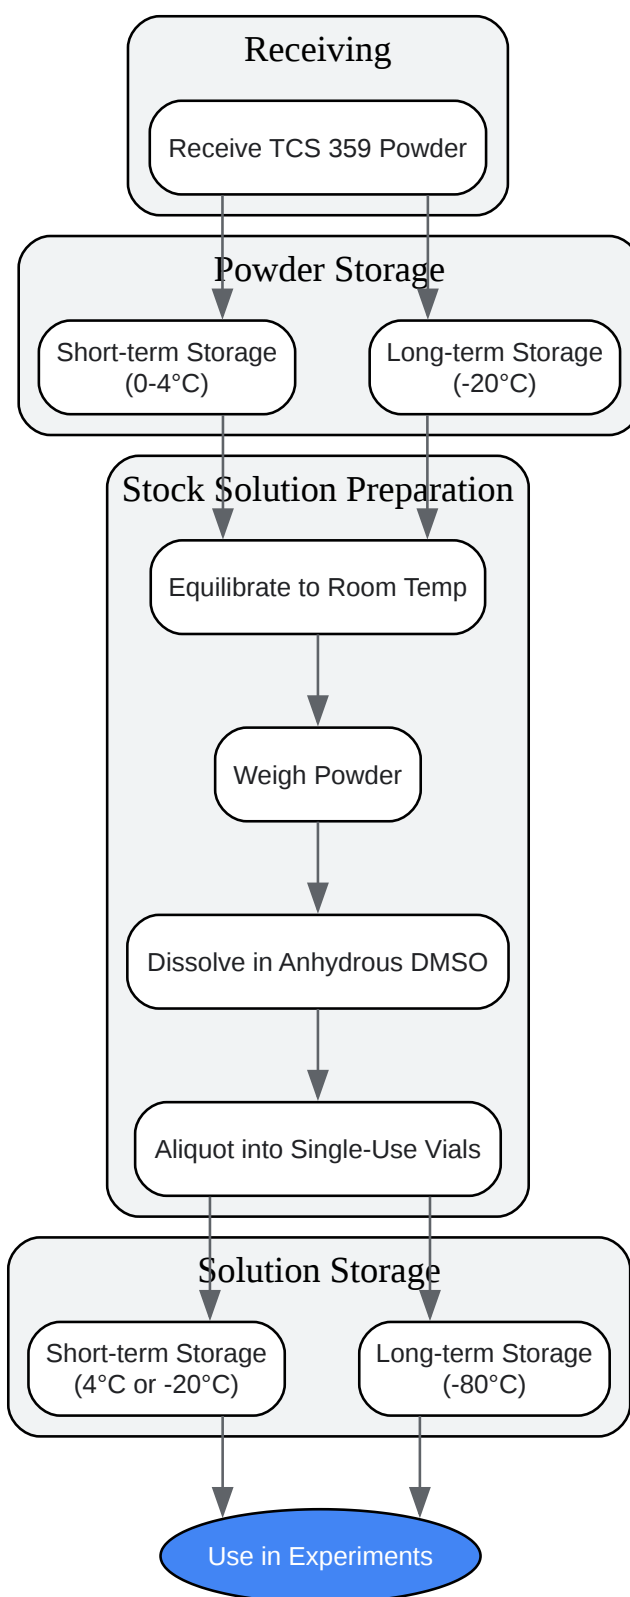 Receiving
Receive TCS 359 Powder
Powder Storage
Short-term Storage
(0-4°C)
Long-term Storage
(-20°C)
Stock Solution Preparation
Equilibrate to Room Temp
Weigh Powder
Dissolve in Anhydrous DMSO
Aliquot into Single-Use Vials
Solution Storage
Short-term Storage
(4°C or -20°C)
Long-term Storage
(-80°C)
Use in Experiments